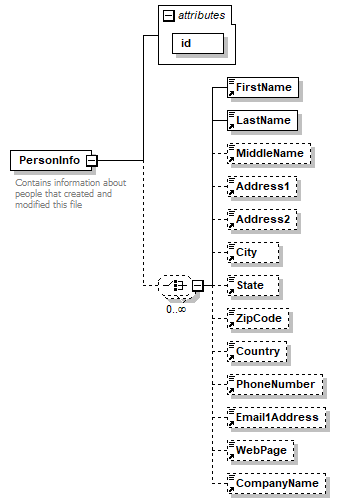 attributes
id
PersonInfo
Contains information about
people that created and
modified this file
0..∞
FirstName
LastName
MiddleName
Address1
Address2
City
State
ZipCode
Country
PhoneNumber
Email1Address
WebPage
CompanyName